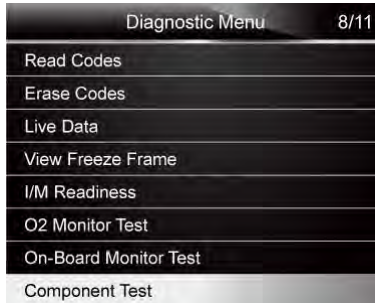 Diagnostic Menu 8/11
Read Codes
Erase Codes
Live Data
View Freeze Frame
I/M Readiness
O2 Monitor Test
On-Board Monitor Test
Component Test